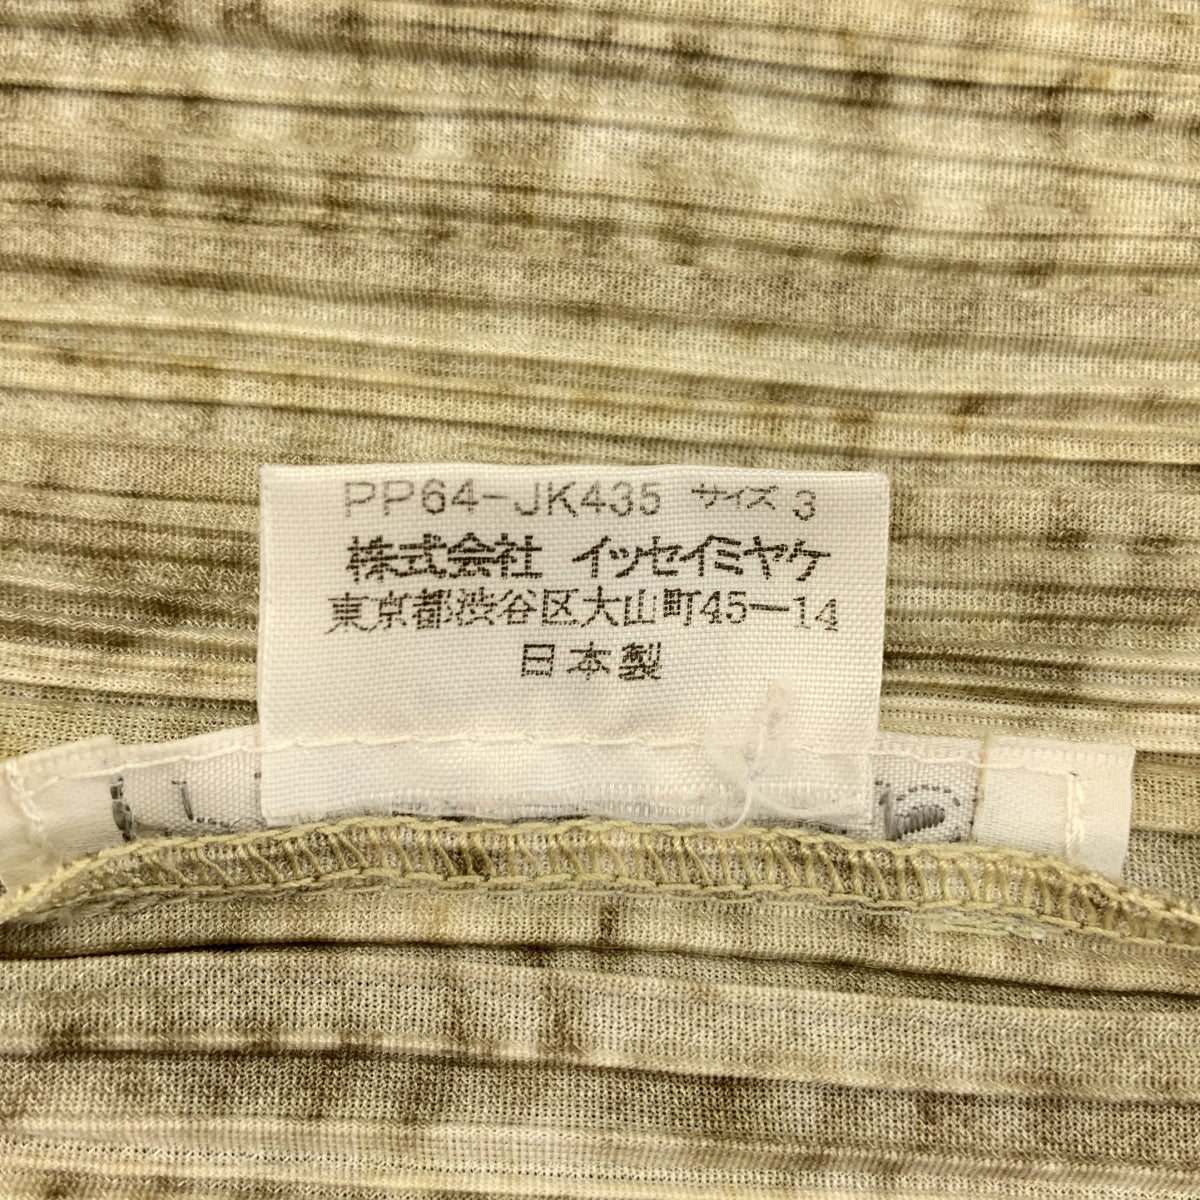 PP64-JK435 サイズ 3
株式会社 イッセイミヤケ
東京都渋谷区大山町45ー14
日本製